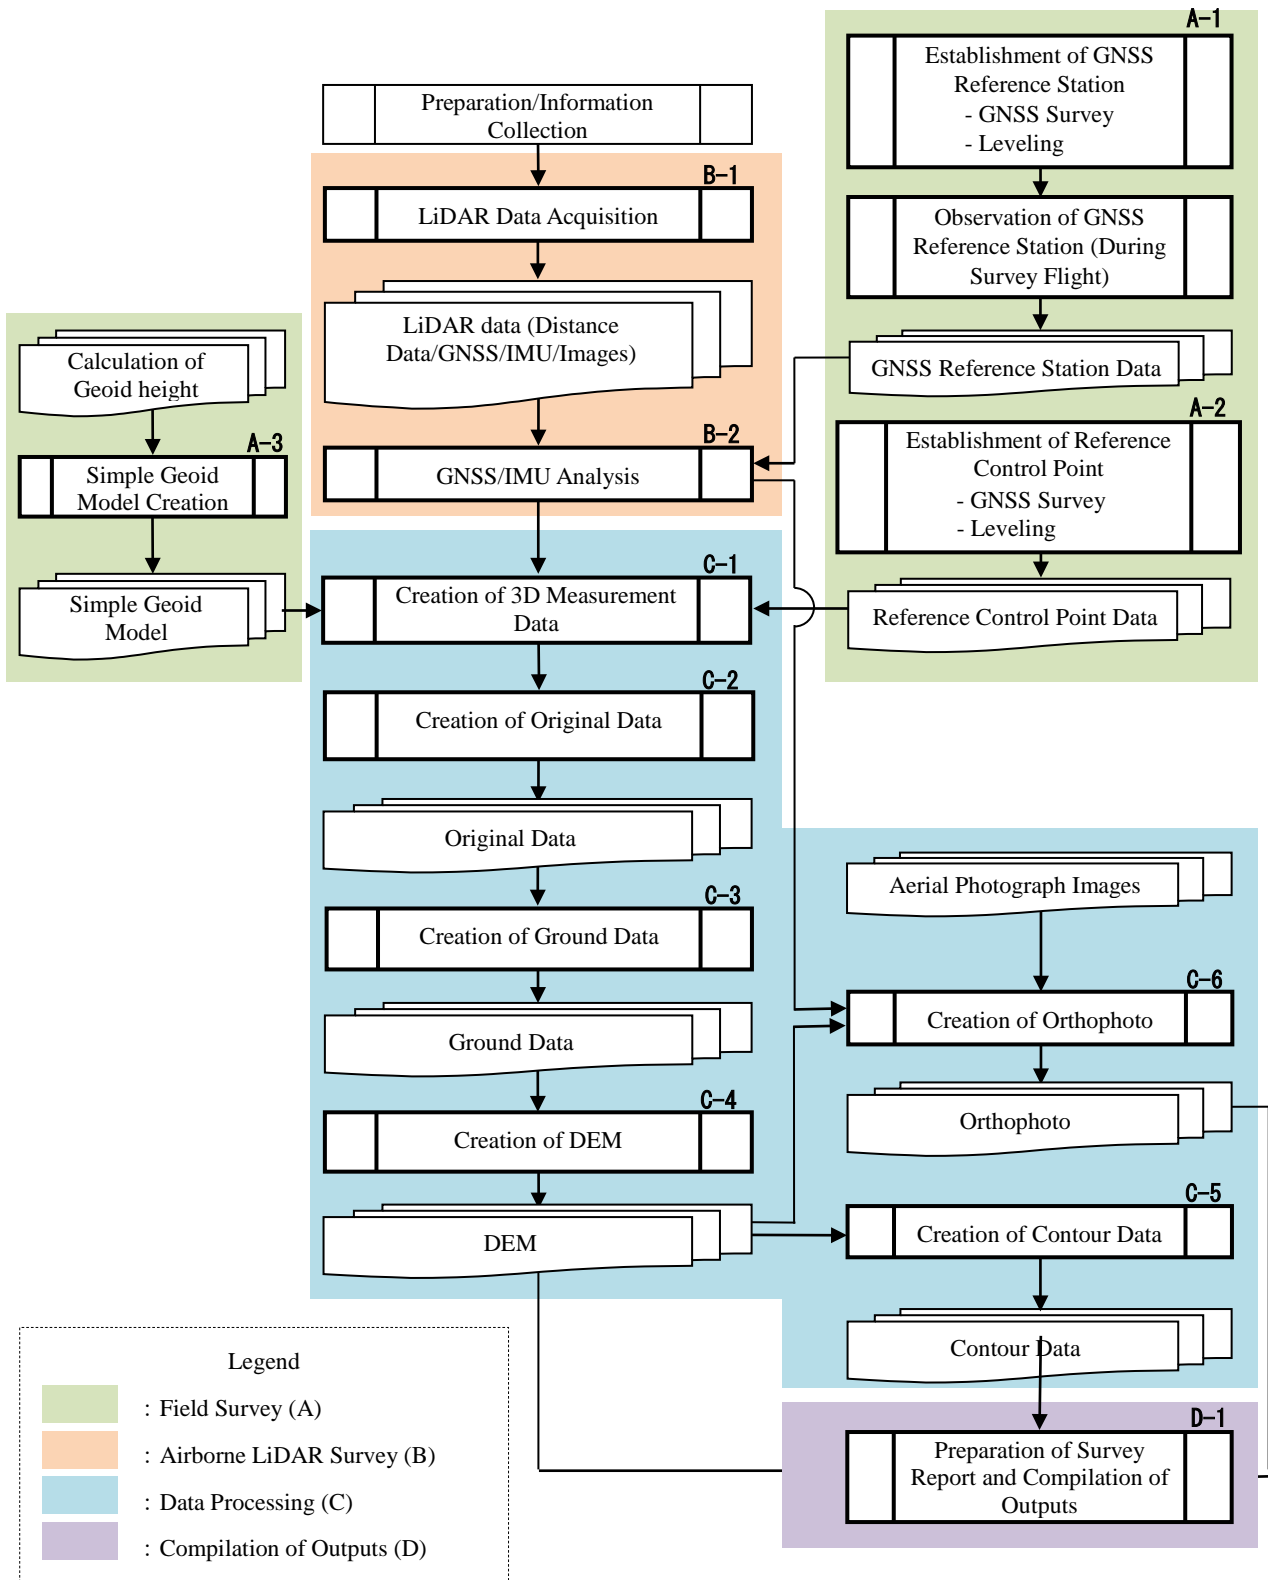 Preparation/Information
Collection
B-1
LiDAR Data Acquisition
LiDAR data (Distance
Data/GNSS/IMU/Images)
B-2
GNSS/IMU Analysis
A-1
Establishment of GNSS
Reference Station
- GNSS Survey
- Leveling
Observation of GNSS
Reference Station (During
Survey Flight)
GNSS Reference Station Data
A-2
Establishment of Reference
Control Point
- GNSS Survey
- Leveling
Reference Control Point Data
Calculation of
Geoid height
A-3
Simple Geoid
Model Creation
Simple Geoid
Model
C-1
Creation of 3D Measurement
Data
C-2
Creation of Original Data
Original Data
C-3
Creation of Ground Data
Ground Data
C-4
Creation of DEM
DEM
Aerial Photograph Images
C-6
Creation of Orthophoto
Orthophoto
C-5
Creation of Contour Data
Contour Data
D-1
Preparation of Survey
Report and Compilation of
Outputs
Legend
: Field Survey (A)
: Airborne LiDAR Survey (B)
: Data Processing (C)
: Compilation of Outputs (D)